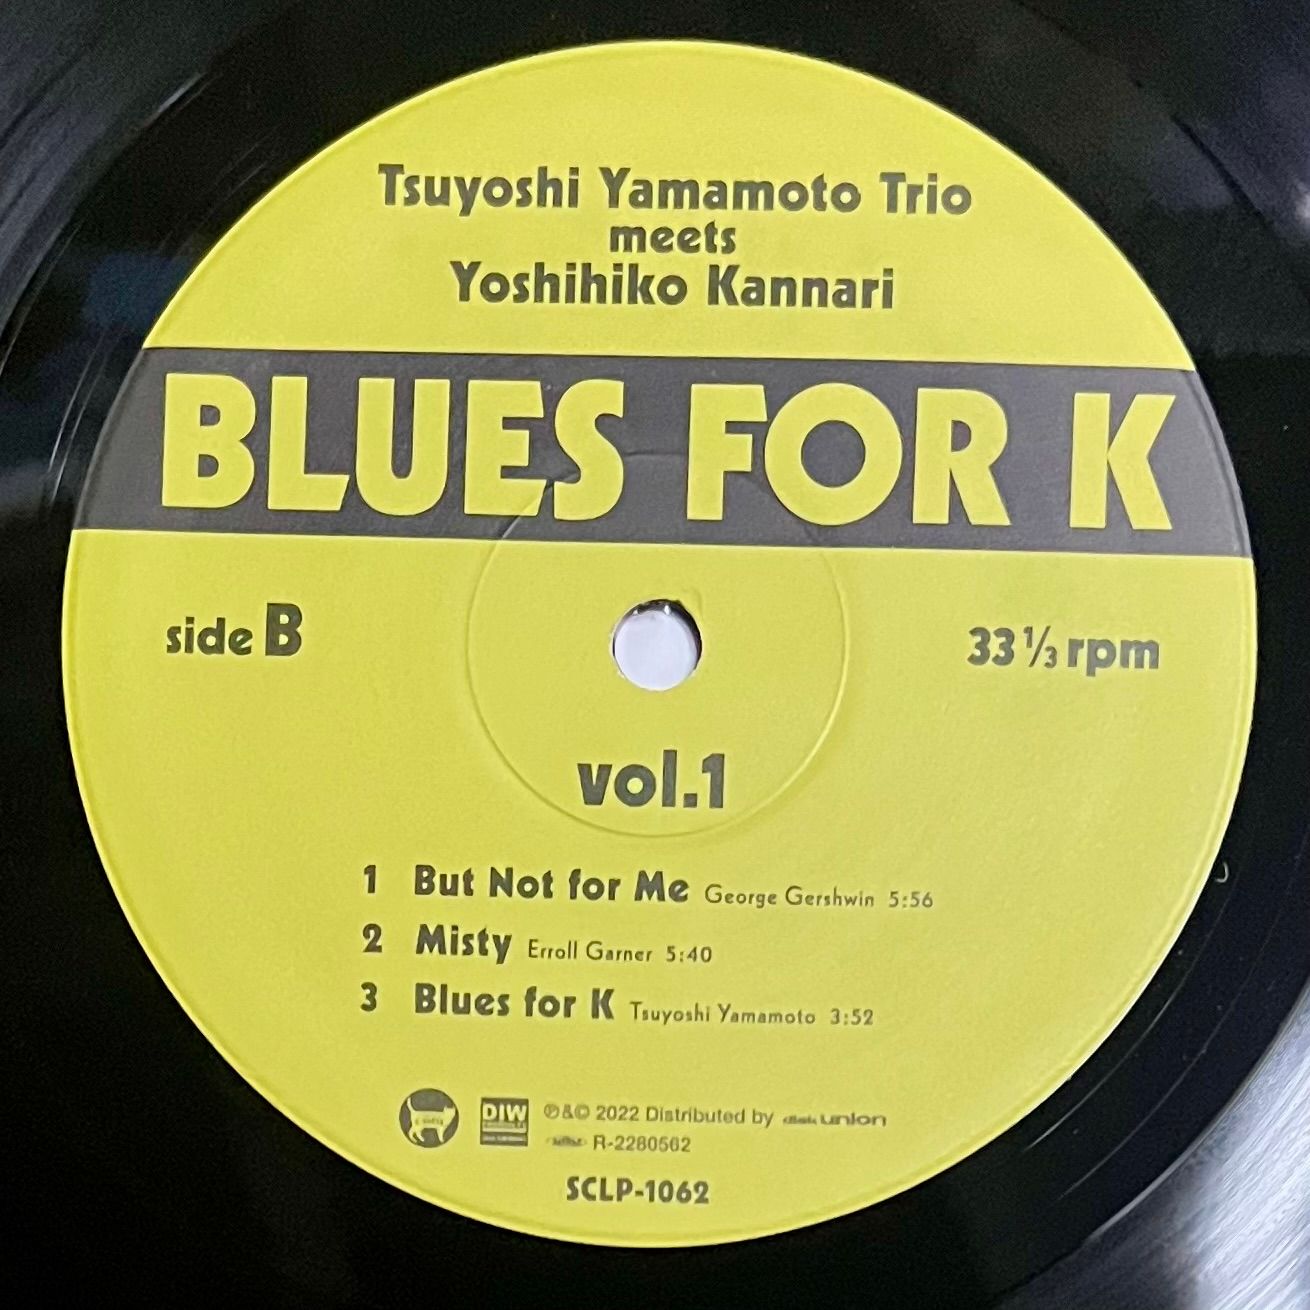 Tsuyoshi Yamamoto Trio
meets
Yoshihiko Kannari
BLUES FOR K
side B
33 1/3 rpm
vol.1
1 But Not for Me George Gershwin 5:56
2 Misty Erroll Garner 5:40
3 Blues for K Tsuyoshi Yamamoto 3:52
DIW
℗&© 2022 Distributed by disk union
R-2280562
SCLP-1062